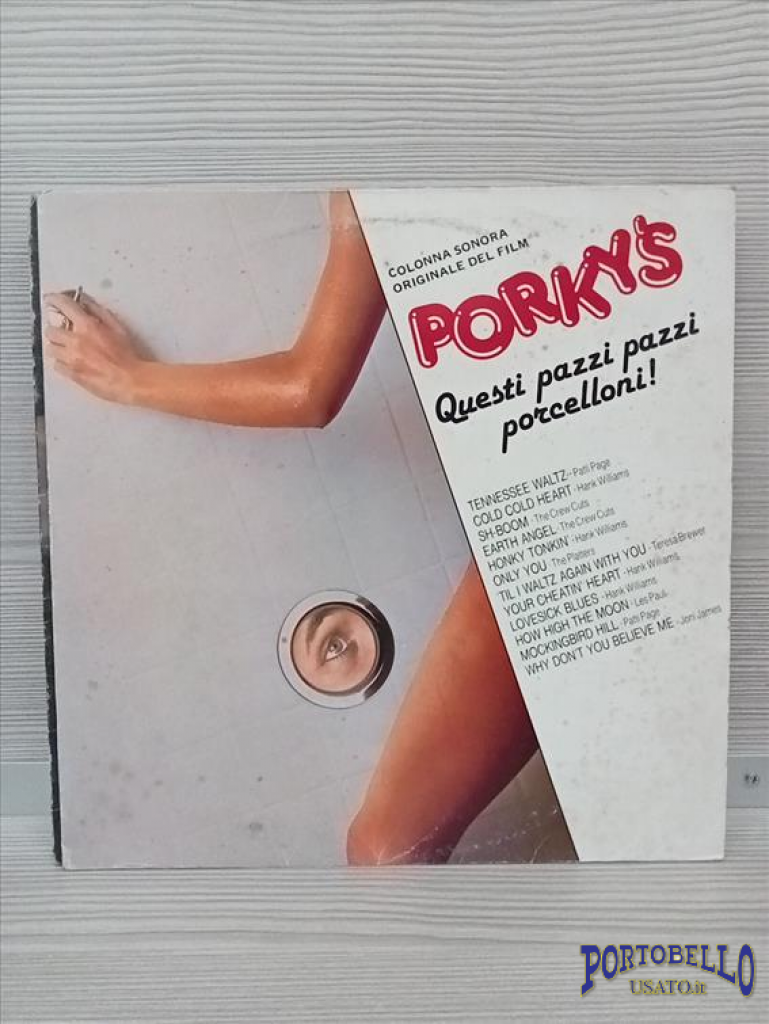 COLONNA SONORA
ORIGINALE DEL FILM
PORKY'S
Questi pazzi pazzi
porcelloni!
TENNESSEE WALTZ - Patti Page
COLD COLD HEART - Hank Williams
SH-BOOM - The Crew Cuts
EARTH ANGEL - The Crew Cuts
HONKY TONKIN' - Hank Williams
ONLY YOU - The Platters
'TIL I WALTZ AGAIN WITH YOU - Teresa Brewer
YOUR CHEATIN' HEART - Hank Williams
LOVESICK BLUES - Hank Williams
HOW HIGH THE MOON - Les Paul
MOCKINGBIRD HILL - Patti Page
WHY DON'T YOU BELIEVE ME - Joni James
PORTOBELLO
USATO.it